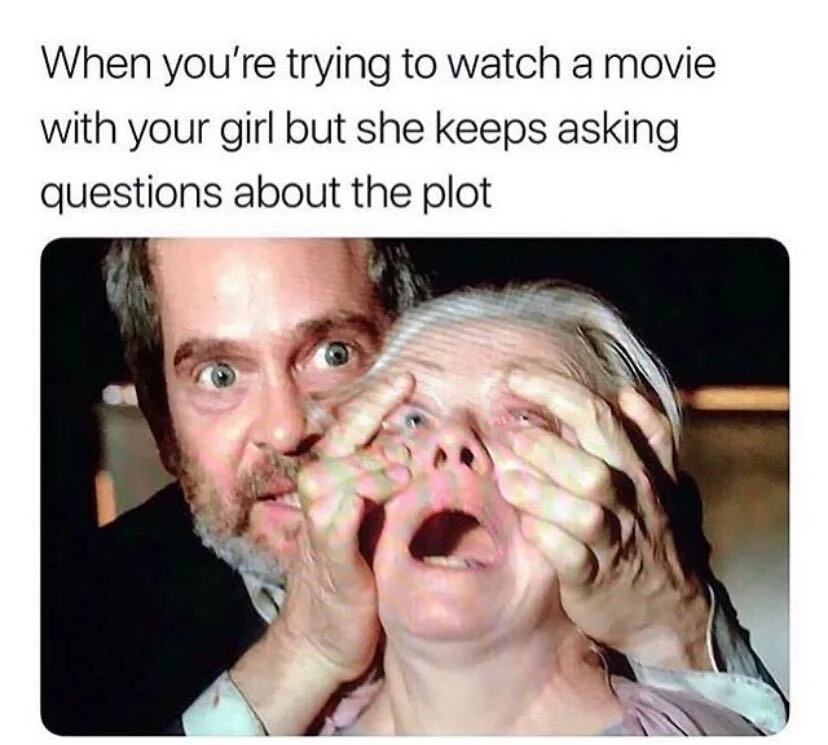 When you're trying to watch a movie
with your girl but she keeps asking
questions about the plot